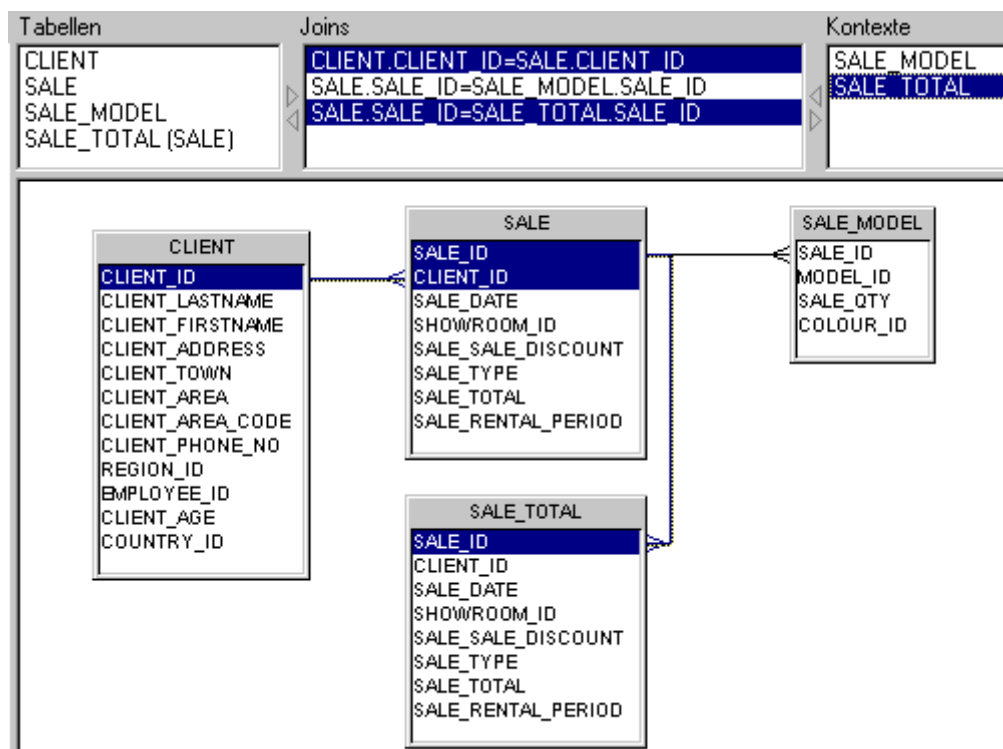 Tabellen
Joins
Kontexte
CLIENT
SALE
SALE_MODEL
SALE_TOTAL (SALE)
CLIENT.CLIENT_ID=SALE.CLIENT_ID
SALE.SALE_ID=SALE_MODEL.SALE_ID
SALE.SALE_ID=SALE_TOTAL.SALE_ID
SALE_MODEL
SALE_TOTAL
CLIENT
CLIENT_ID
CLIENT_LASTNAME
CLIENT_FIRSTNAME
CLIENT_ADDRESS
CLIENT_TOWN
CLIENT_AREA
CLIENT_AREA_CODE
CLIENT_PHONE_NO
REGION_ID
EMPLOYEE_ID
CLIENT_AGE
COUNTRY_ID
SALE
SALE_ID
CLIENT_ID
SALE_DATE
SHOWROOM_ID
SALE_SALE_DISCOUNT
SALE_TYPE
SALE_TOTAL
SALE_RENTAL_PERIOD
SALE_MODEL
SALE_ID
MODEL_ID
SALE_QTY
COLOUR_ID
SALE_TOTAL
SALE_ID
CLIENT_ID
SALE_DATE
SHOWROOM_ID
SALE_SALE_DISCOUNT
SALE_TYPE
SALE_TOTAL
SALE_RENTAL_PERIOD